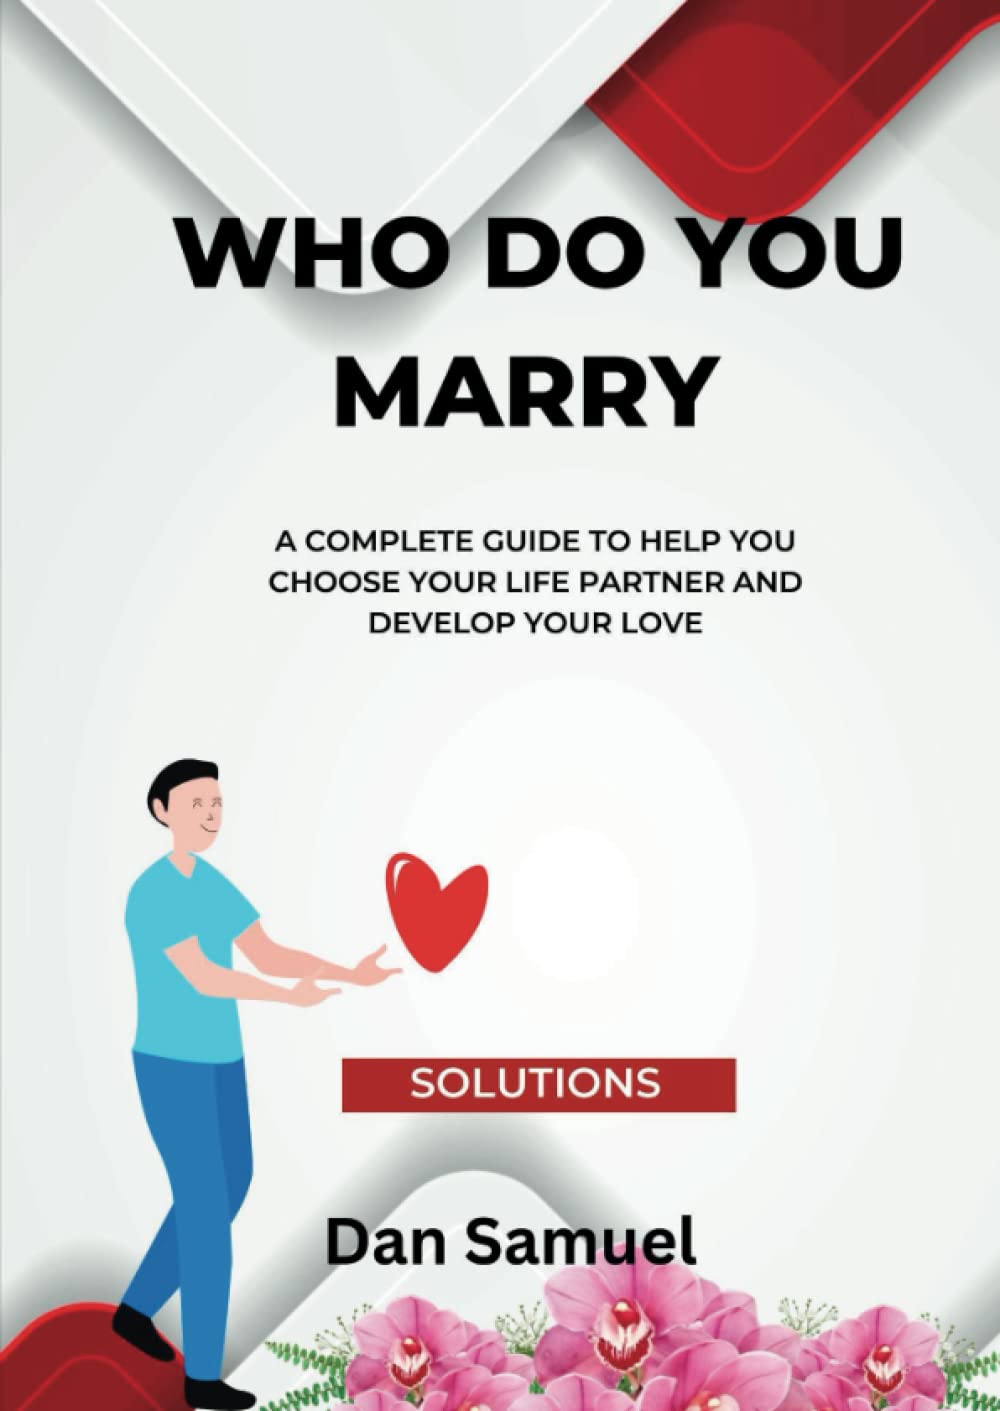 WHO DO YOU
MARRY
A COMPLETE GUIDE TO HELP YOU
CHOOSE YOUR LIFE PARTNER AND
DEVELOP YOUR LOVE
SOLUTIONS
Dan Samuel